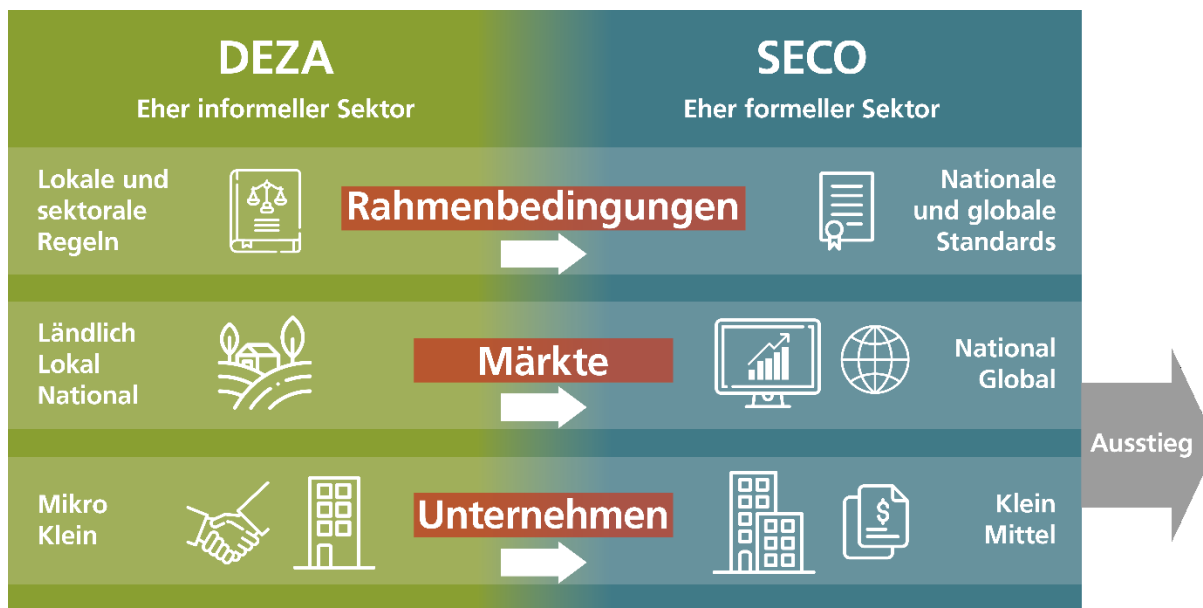 DEZA
Eher informeller Sektor
SECO
Eher formeller Sektor
Lokale und
sektorale
Regeln
Rahmenbedingungen
Nationale
und globale
Standards
Ländlich
Lokal
National
Märkte
National
Global
Mikro
Klein
Unternehmen
$
Klein
Mittel
Ausstieg